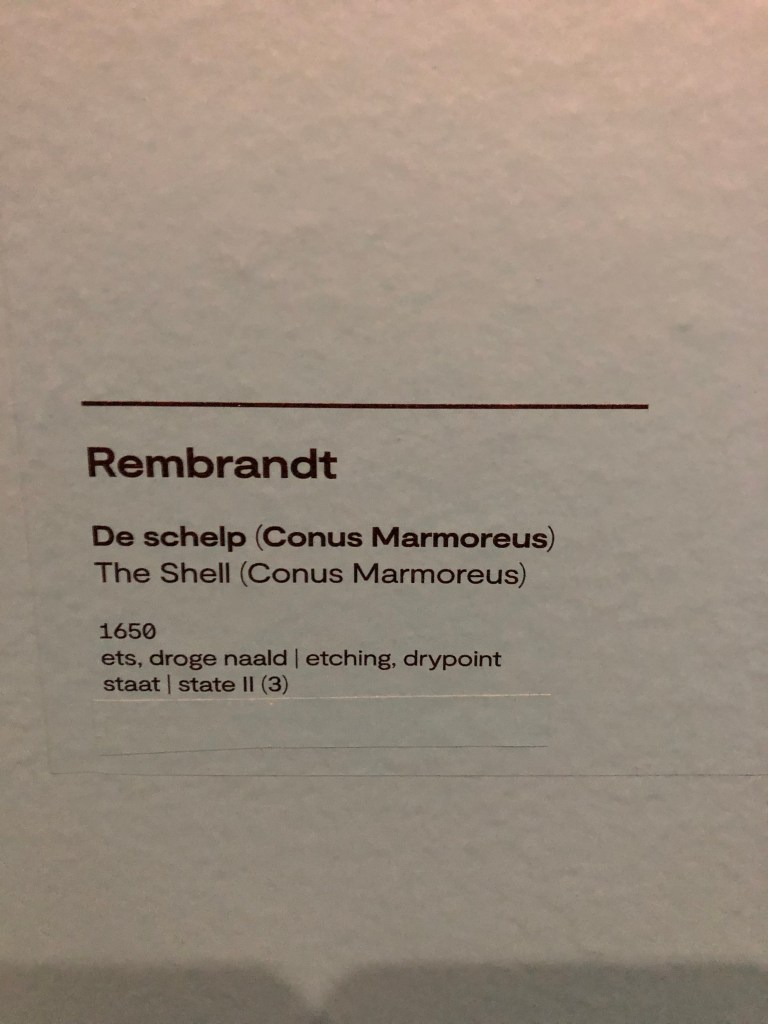 Rembrandt
De schelp (Conus Marmoreus)
The Shell (Conus Marmoreus)
1650
ets, droge naald | etching, drypoint
staat | state II (3)